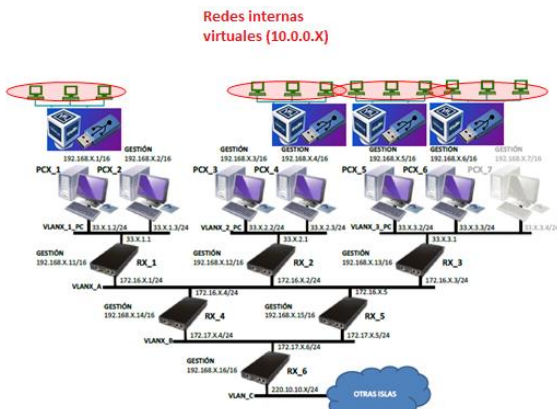 Redes internas
virtuales (10.0.0.X)
GESTIÓN
192.168.X.1/16
GESTIÓN
192.168.X.2/16
GESTIÓN
192.168.X.3/16
GESTIÓN
192.168.X.4/16
GESTIÓN
192.168.X.5/16
GESTIÓN
192.168.X.6/16
GESTIÓN
192.168.X.7/16
PCX_1
PCX_2
PCX_3
PCX_4
PCX_5
PCX_6
PCX_7
VLANX_1_PC
33.X.1.2/24
33.X.1.3/24
VLANX_2_PC
33.X.2.2/24
33.X.2.3/24
VLANX_3_PC
33.X.3.2/24
33.X.3.3/24
33.X.3.4/24
33.X.1.1
33.X.2.1
33.X.3.1
GESTIÓN
192.168.X.11/16
RX_1
GESTIÓN
192.168.X.12/16
RX_2
GESTIÓN
192.168.X.13/16
RX_3
172.16.X.1/24
172.16.X.2/24
172.16.X.3/24
VLANX_A
172.16.X.4/24
172.16.X.5
GESTIÓN
192.168.X.14/16
RX_4
GESTIÓN
192.168.X.15/16
RX_5
172.17.X.4/24
172.17.X.5/24
VLANX_B
172.17.X.6/24
GESTIÓN
192.168.X.16/16
RX_6
VLAN_C
220.10.10.X/24
OTRAS ISLAS